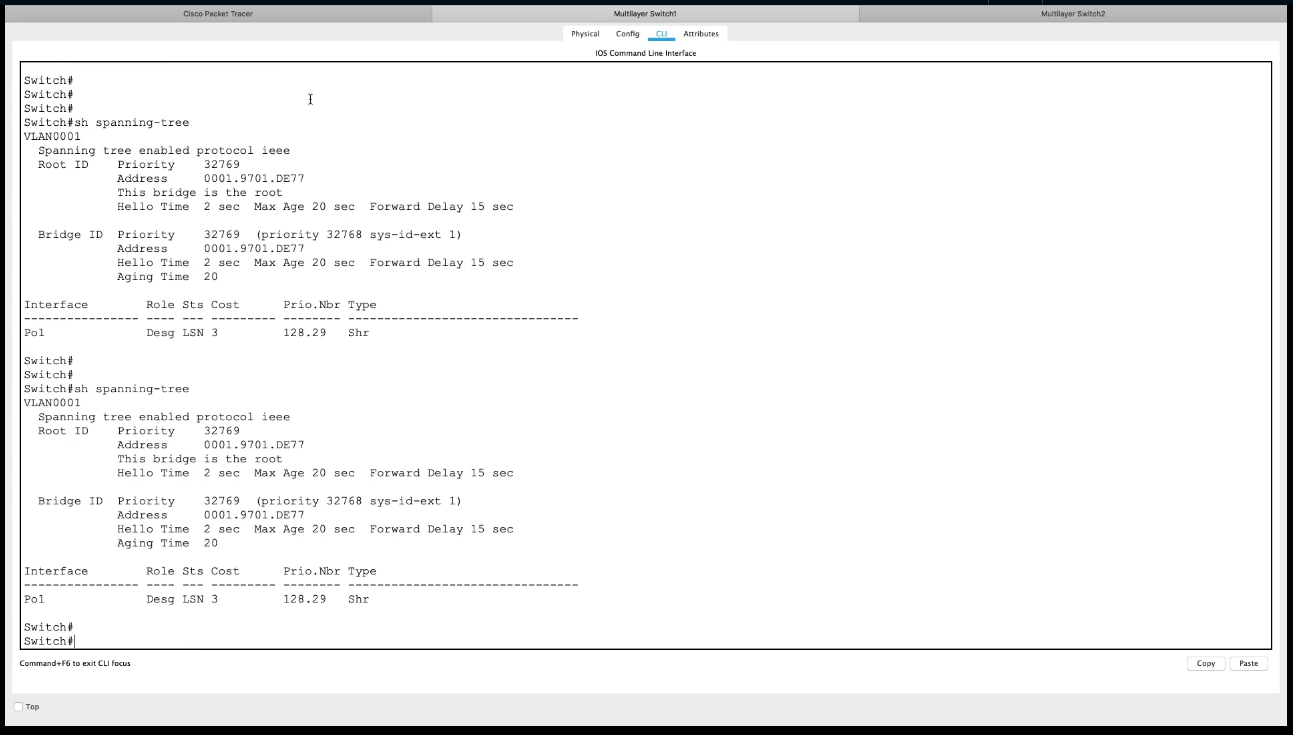 Cisco Packet Tracer
Multilayer Switch1
Multilayer Switch2
Physical Config CLI Attributes
IOS Command Line Interface
Switch#
Switch#
Switch#
Switch#sh spanning-tree
VLAN0001
  Spanning tree enabled protocol ieee
  Root ID    Priority    32769
             Address     0001.9701.DE77
             This bridge is the root
             Hello Time  2 sec  Max Age 20 sec  Forward Delay 15 sec
  Bridge ID  Priority    32769  (priority 32768 sys-id-ext 1)
             Address     0001.9701.DE77
             Hello Time  2 sec  Max Age 20 sec  Forward Delay 15 sec
             Aging Time  20
Interface        Role Sts Cost      Prio.Nbr Type
---------------- ---- --- --------- -------- --------------------------------
Po1              Desg LSN 3         128.29   Shr
Switch#
Switch#
Switch#sh spanning-tree
VLAN0001
  Spanning tree enabled protocol ieee
  Root ID    Priority    32769
             Address     0001.9701.DE77
             This bridge is the root
             Hello Time  2 sec  Max Age 20 sec  Forward Delay 15 sec
  Bridge ID  Priority    32769  (priority 32768 sys-id-ext 1)
             Address     0001.9701.DE77
             Hello Time  2 sec  Max Age 20 sec  Forward Delay 15 sec
             Aging Time  20
Interface        Role Sts Cost      Prio.Nbr Type
---------------- ---- --- --------- -------- --------------------------------
Po1              Desg LSN 3         128.29   Shr
Switch#
Switch#
Command+F6 to exit CLI focus
Copy Paste
Top